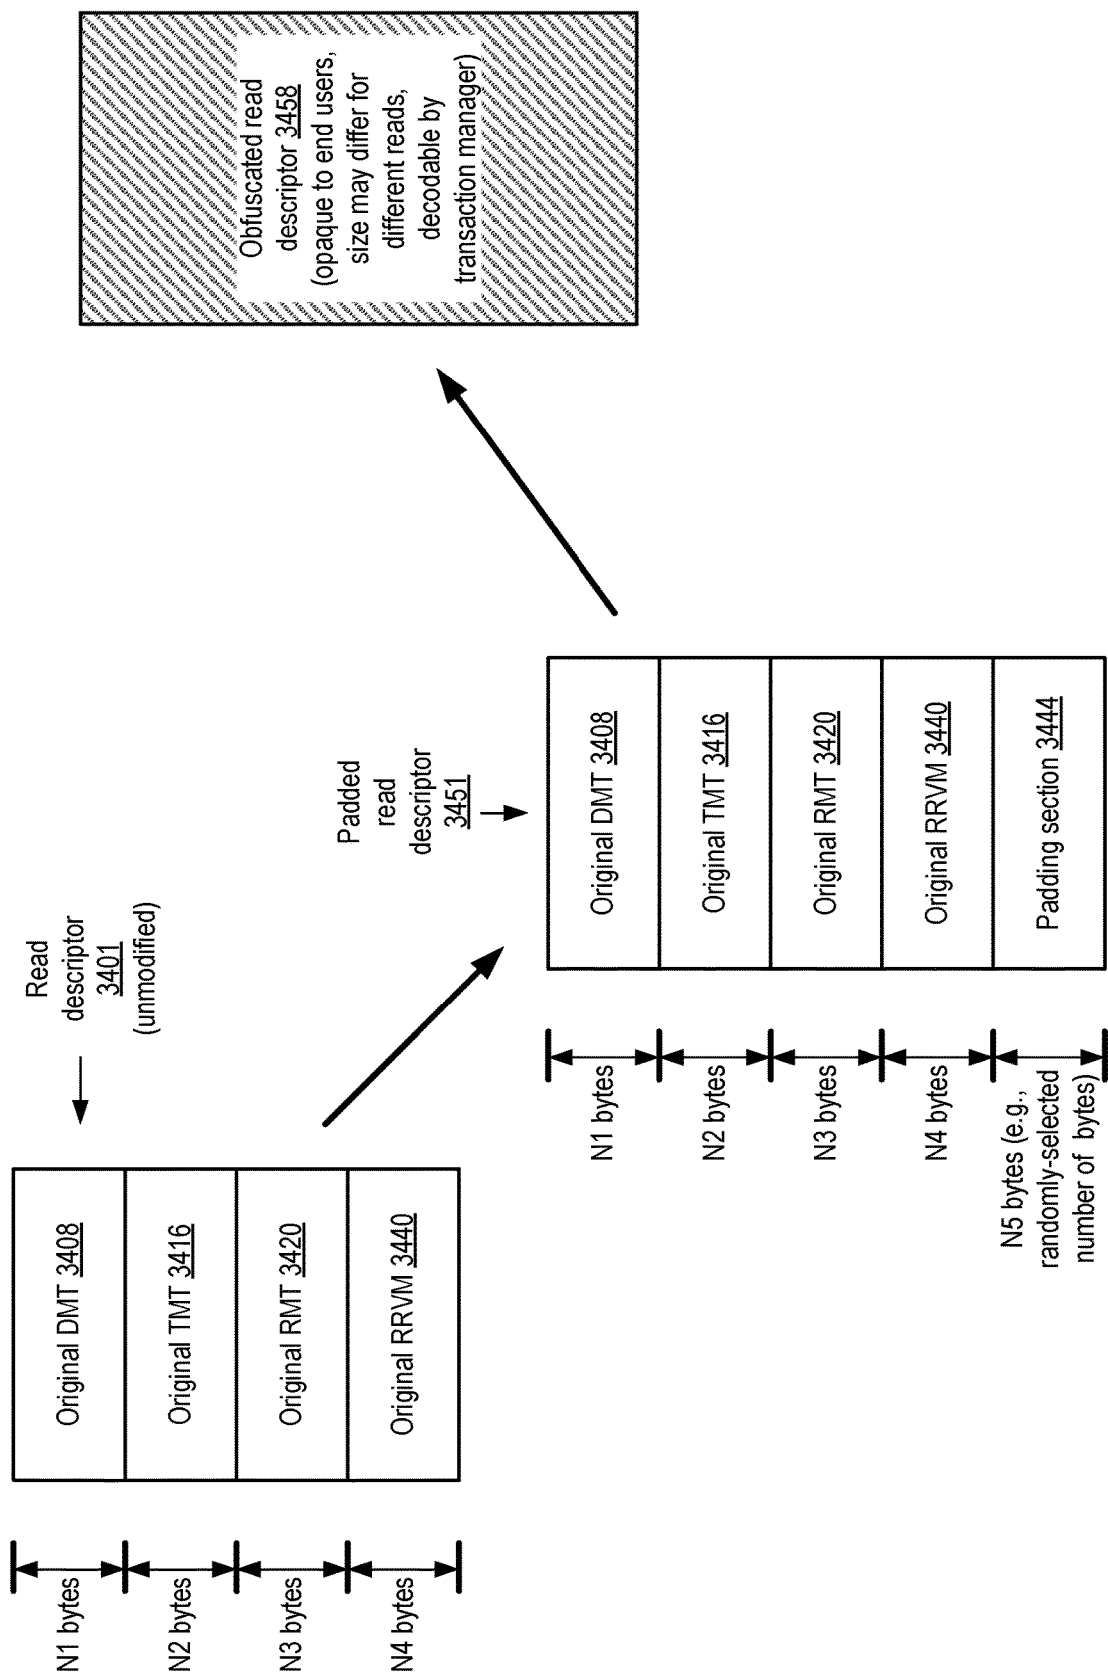 Read
descriptor
3401
(unmodified)
N1 bytes
N2 bytes
N3 bytes
N4 bytes
Original DMT 3408
Original TMT 3416
Original RMT 3420
Original RRVM 3440
Padded
read
descriptor
3451
N1 bytes
N2 bytes
N3 bytes
N4 bytes
N5 bytes (e.g.,
randomly-selected
number of bytes)
Original DMT 3408
Original TMT 3416
Original RMT 3420
Original RRVM 3440
Padding section 3444
Obfuscated read
descriptor 3458
(opaque to end users,
size may differ for
different reads,
decodable by
transaction manager)